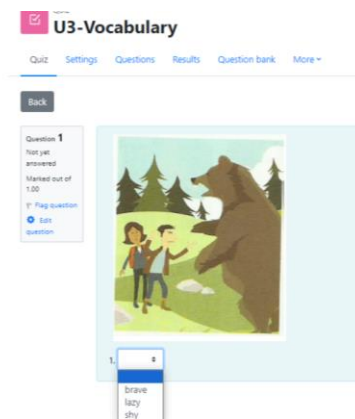 U3-Vocabulary
Quiz Settings Questions Results Question bank More
Back
Question 1
Not yet
answered
Marked out of
1.00
Flag question
Edit
question
1.
brave
lazy
shy